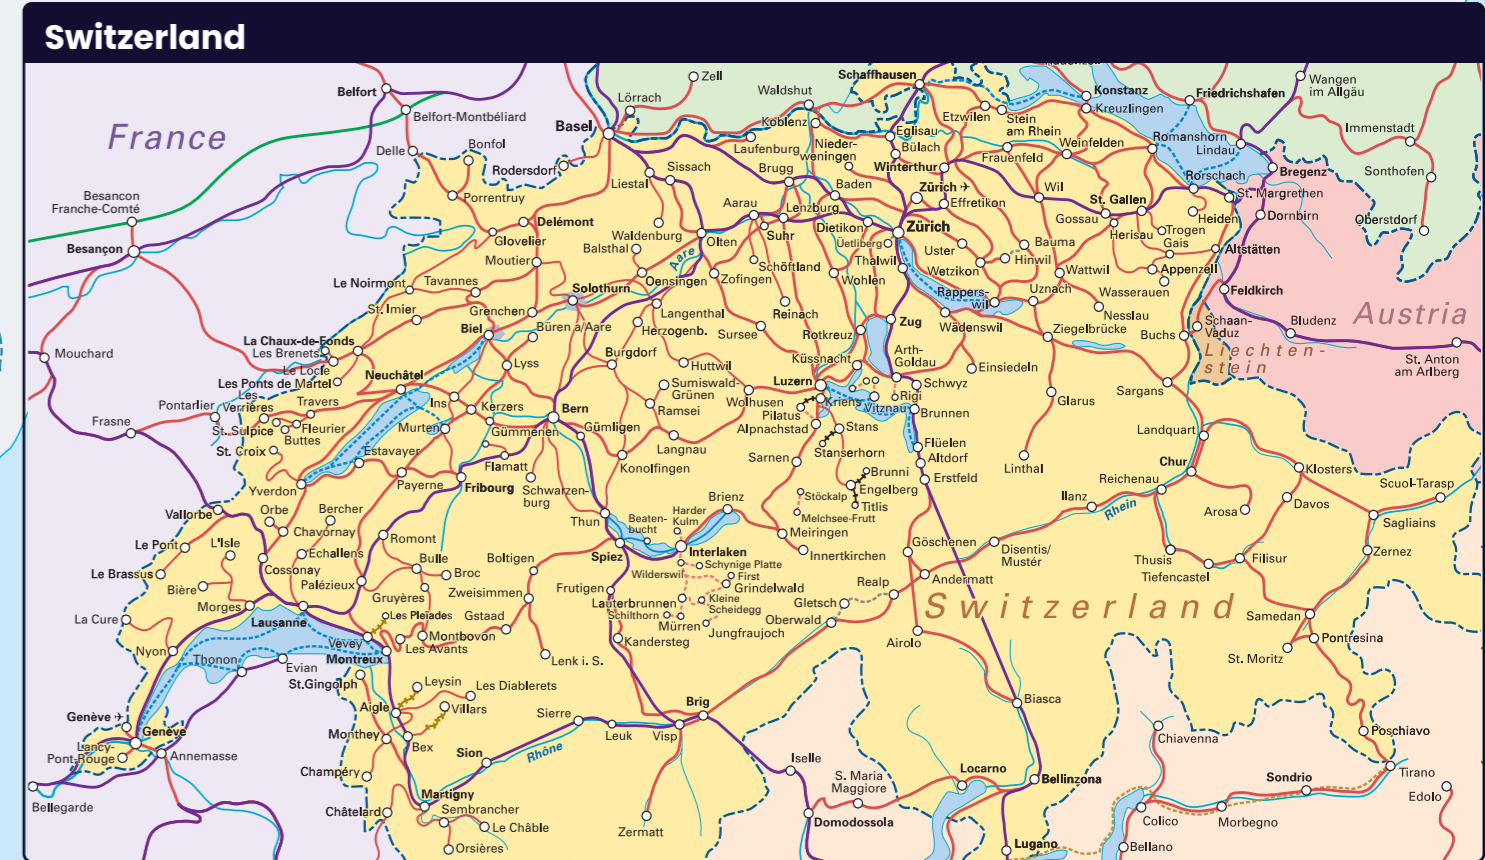 Switzerland
France
Austria
Liechten-
stein
Switzerland
Belfort
Belfort-Montbéliard
Besancon
Franche-Comté
Besançon
Delle
Bonfol
Rodersdorf
Porrentruy
Basel
Lörrach
Zell
Waldshut
Koblenz
Laufenburg
Schaffhausen
Eglisau
Bülach
Nieder-
weningen
Winterthur
Etzwilen
Stein
am Rhein
Frauenfeld
Weinfelden
Konstanz
Kreuzlingen
Friedrichshafen
Romanshorn
Lindau
Wangen
im Allgäu
Immenstadt
Sonthofen
Oberstdorf
Bregenz
Rorschach
St. Margrethen
Dornbirn
Heiden
Altstätten
Feldkirch
Bludenz
St. Anton
am Arlberg
Schaan-
Vaduz
Buchs
Sargans
Sissach
Liestal
Waldenburg
Balsthal
Oensingen
Olten
Aare
Aarau
Brugg
Baden
Lenzburg
Suhr
Dietikon
Zürich ✈
Effretikon
Zürich
Üetliberg
Thalwil
Uster
Wetzikon
Hinwil
Bauma
Wil
Gossau
St. Gallen
Herisau
Trogen
Gais
Appenzell
Wasserauen
Wattwil
Nesslau
Uznach
Rappers-
wil
Wädenswil
Ziegelbrücke
Einsiedeln
Glarus
Linthal
Delémont
Glovelier
Moutier
Le Noirmont
Tavannes
St. Imier
Grenchen
Solothurn
Biel
Büren a/Aare
Lyss
La Chaux-de-Fonds
Les Brenets
Le Locle
Les Ponts de Martel
Neuchâtel
Les
Verrières
Travers
St. Sulpice
Fleurier
Buttes
St. Croix
Pontarlier
Mouchard
Frasne
Ins
Kerzers
Murten
Gümmenen
Bern
Gümligen
Flamatt
Fribourg
Schwarzen-
burg
Estavayer
Payerne
Yverdon
Zofingen
Schöftland
Wohlen
Reinach
Sursee
Rotkreuz
Zug
Küssnacht
Arth-
Goldau
Schwyz
Rigi
Vitznau
Brunnen
Luzern
Kriens
Pilatus
Alpnachstad
Wolhusen
Langenthal
Herzogenb.
Burgdorf
Huttwil
Sumiswald-
Grünen
Ramsei
Langnau
Konolfingen
Stans
Stanserhorn
Sarnen
Flüelen
Altdorf
Erstfeld
Brunni
Engelberg
Titlis
Stöckalp
Melchsee-Frutt
Meiringen
Innertkirchen
Brienz
Harder
Kulm
Beaten-
bucht
Thun
Spiez
Interlaken
Wilderswil
Schynige Platte
First
Grindelwald
Kleine
Scheidegg
Lauterbrunnen
Schilthorn
Mürren
Jungfraujoch
Vallorbe
Orbe
Bercher
Chavornay
Le Pont
L'Isle
Echallens
Cossonay
Le Brassus
Bière
Morges
La Cure
Nyon
Lausanne
Palézieux
Romont
Bulle
Broc
Gruyères
Vevey
Les Pleiades
Montbovon
Les Avants
Montreux
Boltigen
Zweisimmen
Gstaad
Lenk i. S.
Frutigen
Kandersteg
Göschenen
Andermatt
Realp
Gletsch
Oberwald
Airolo
Disentis/
Mustér
Ilanz
Rhein
Reichenau
Chur
Landquart
Klosters
Davos
Arosa
Thusis
Tiefencastel
Filisur
Scuol-Tarasp
Sagliains
Zernez
Samedan
Pontresina
St. Moritz
Poschiavo
Tirano
Edolo
Sondrio
Morbegno
Colico
Bellano
Chiavenna
Biasca
Locarno
Bellinzona
Lugano
S. Maria
Maggiore
Iselle
Domodossola
Brig
Visp
Leuk
Sierre
Rhône
Sion
Zermatt
Thonon
Evian
St.Gingolph
Genève ✈
Genève
Lancy-
Pont-Rouge
Annemasse
Bellegarde
Leysin
Les Diablerets
Aigle
Villars
Monthey
Bex
Champéry
Martigny
Châtelard
Sembrancher
Le Châble
Orsières